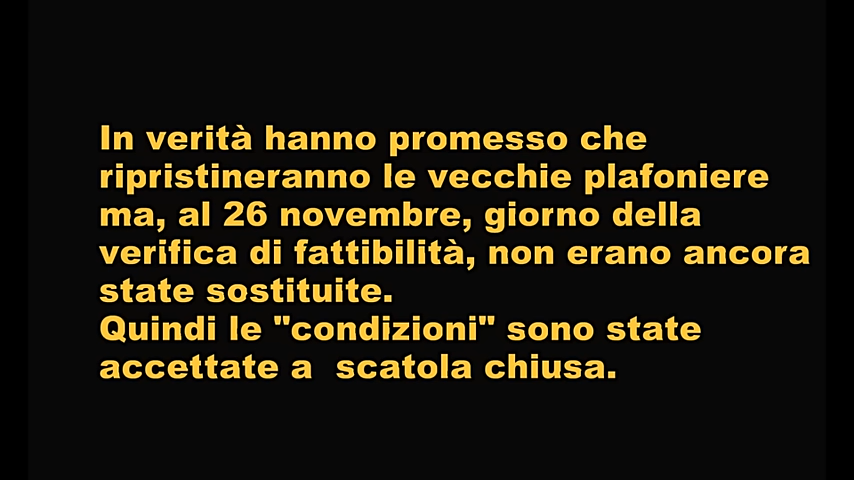 In verità hanno promesso che
ripristineranno le vecchie plafoniere
ma, al 26 novembre, giorno della
verifica di fattibilità, non erano ancora
state sostituite.
Quindi le "condizioni" sono state
accettate a  scatola chiusa.